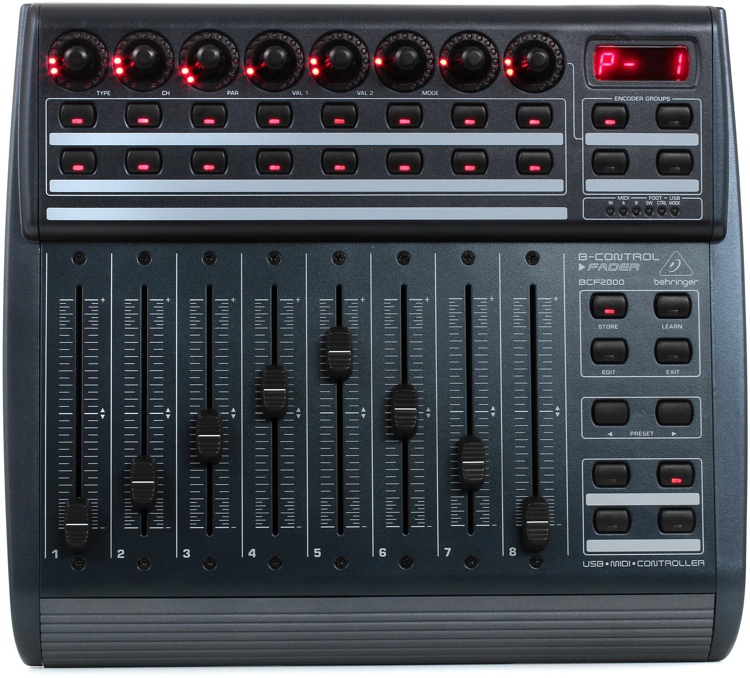 P- 1
TYPE CH PAR VAL 1 VAL 2 MODE
ENCODER GROUPS
MIDI FOOT USB
IN A B SW CTRL MODE
B-CONTROL
FADER
BCF2000
behringer
STORE LEARN
EDIT EXIT
PRESET
+ + + + + + + +
- - - - - - - -
1 2 3 4 5 6 7 8
USB•MIDI•CONTROLLER